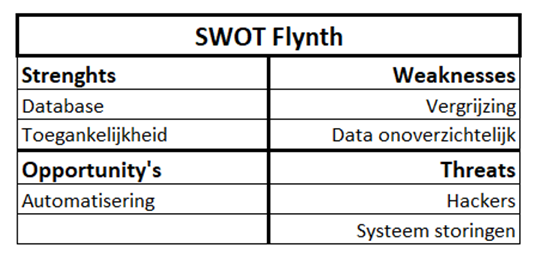 SWOT Flynth
Strenghts Weaknesses
Database Vergrijzing
Toegankelijkheid Data onoverzichtelijk
Opportunity's Threats
Automatisering Hackers
Systeem storingen